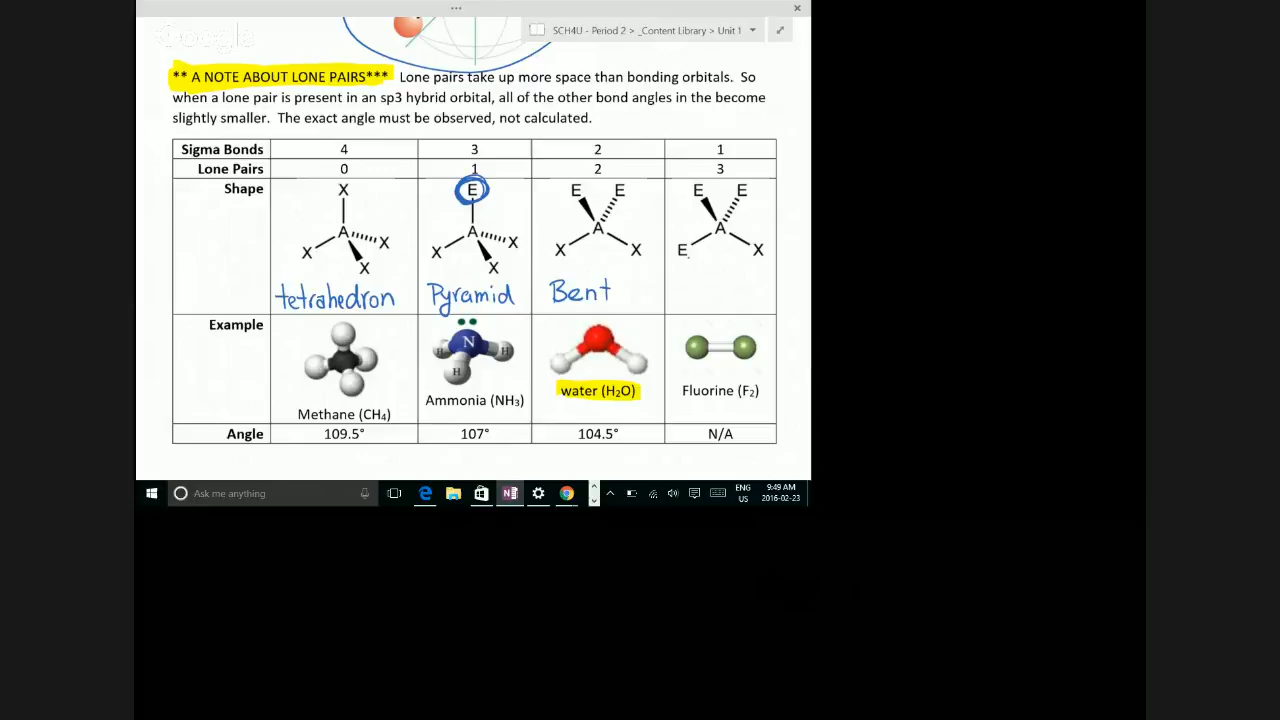 Google
SCH4U - Period 2 > _Content Library > Unit 1
** A NOTE ABOUT LONE PAIRS*** Lone pairs take up more space than bonding orbitals. So
when a lone pair is present in an sp3 hybrid orbital, all of the other bond angles in the become
slightly smaller. The exact angle must be observed, not calculated.
Sigma Bonds 4 3 2 1
Lone Pairs 0 1 2 3
Shape X E E E E E
A A A A
X X X X X X X E X
X X
tetrahedron Pyramid Bent
Example
N H H H
Methane (CH4) Ammonia (NH3) water (H2O) Fluorine (F2)
Angle 109.5° 107° 104.5° N/A
Ask me anything
ENG
US
9:49 AM
2016-02-23